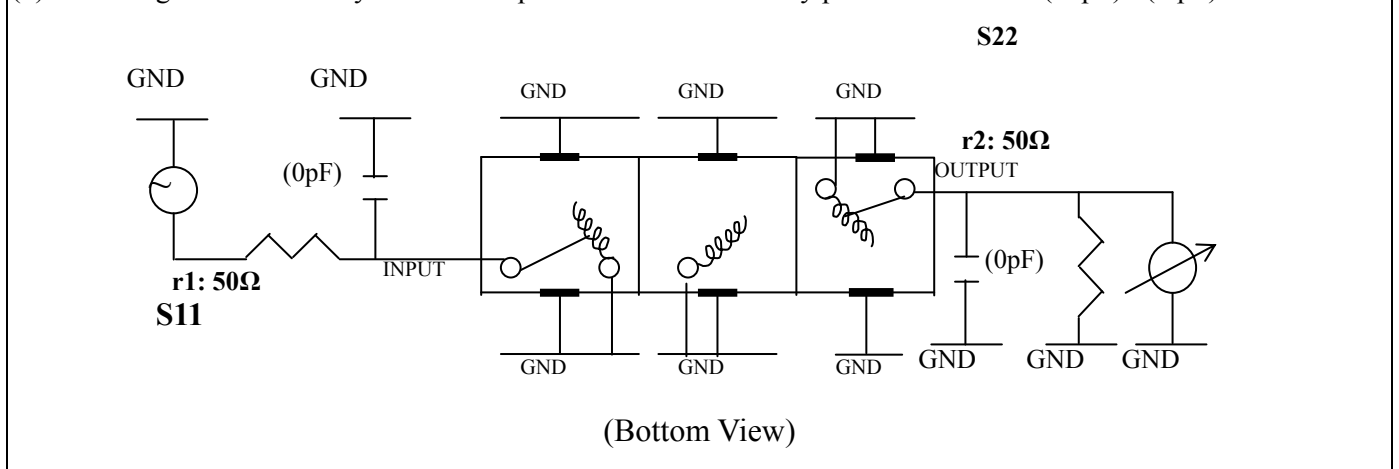 S22
GND GND GND GND GND
r2: 50Ω
(0pF) OUTPUT
INPUT (0pF)
r1: 50Ω
S11
GND GND GND GND GND GND
(Bottom View)